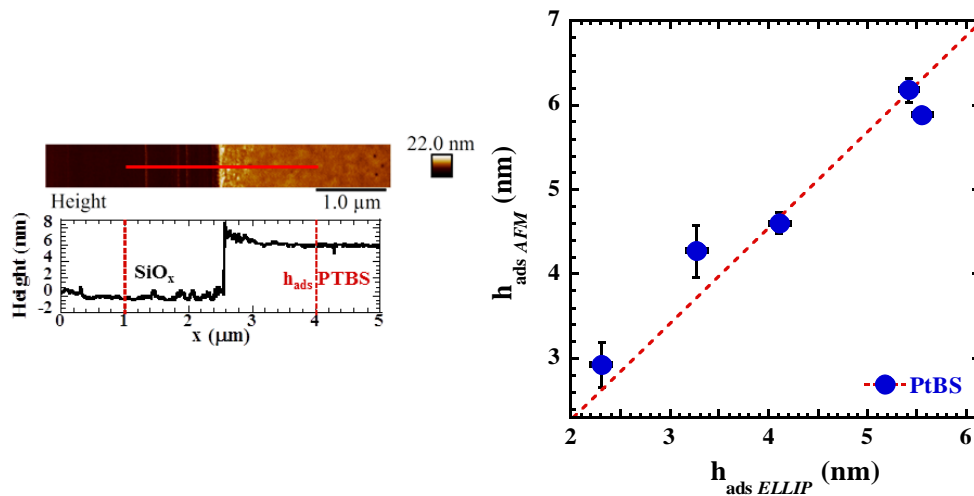 22.0 nm
Height
1.0 μm
Height (nm)
8
6
4
2
0
-2
SiOx
hads PTBS
0 1 2 3 4 5
x (μm)
hads AFM (nm)
7
6
5
4
3
PtBS
2 3 4 5 6
hads ELLIP (nm)